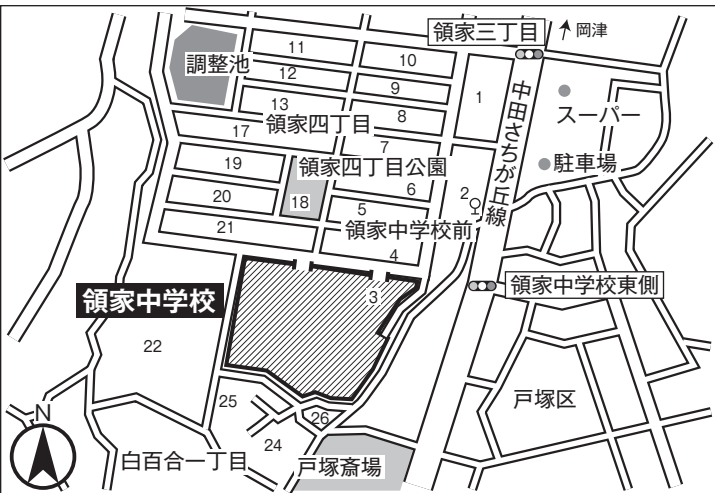 領家三丁目
岡津
調整池
11
10
12
9
1
13
8
スーパー
17
領家四丁目
中田さちが丘線
7
19
領家四丁目公園
駐車場
6
2
20
18
5
21
領家中学校前
4
領家中学校東側
領家中学校
3
22
戸塚区
25
26
N
24
白百合一丁目
戸塚斎場